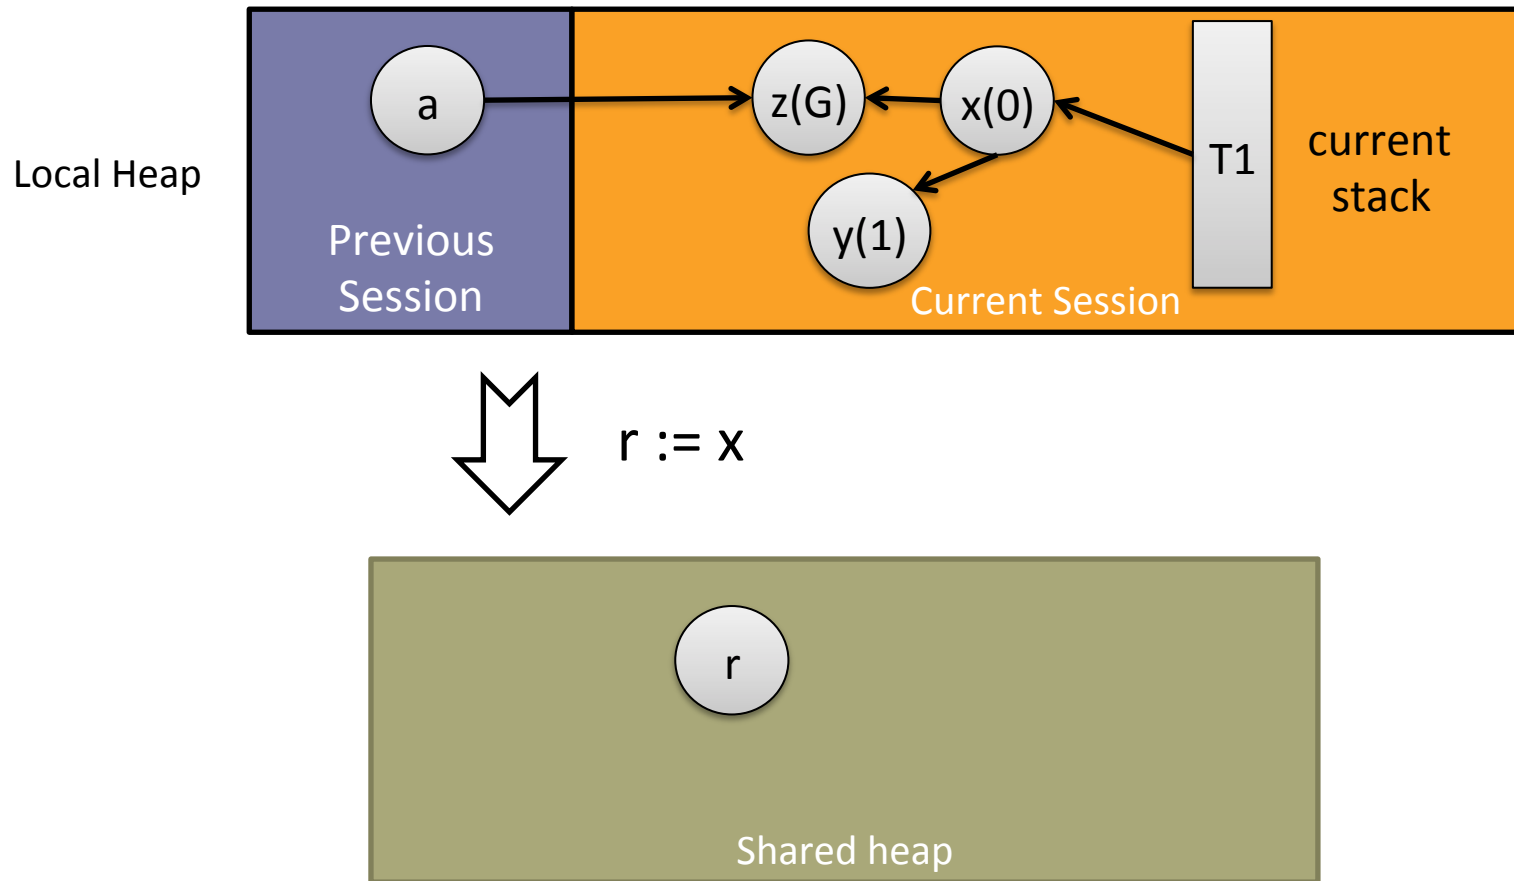 Local Heap
a
z(G)
x(0)
y(1)
T1
current
stack
Previous
Session
Current Session
r := x
r
Shared heap